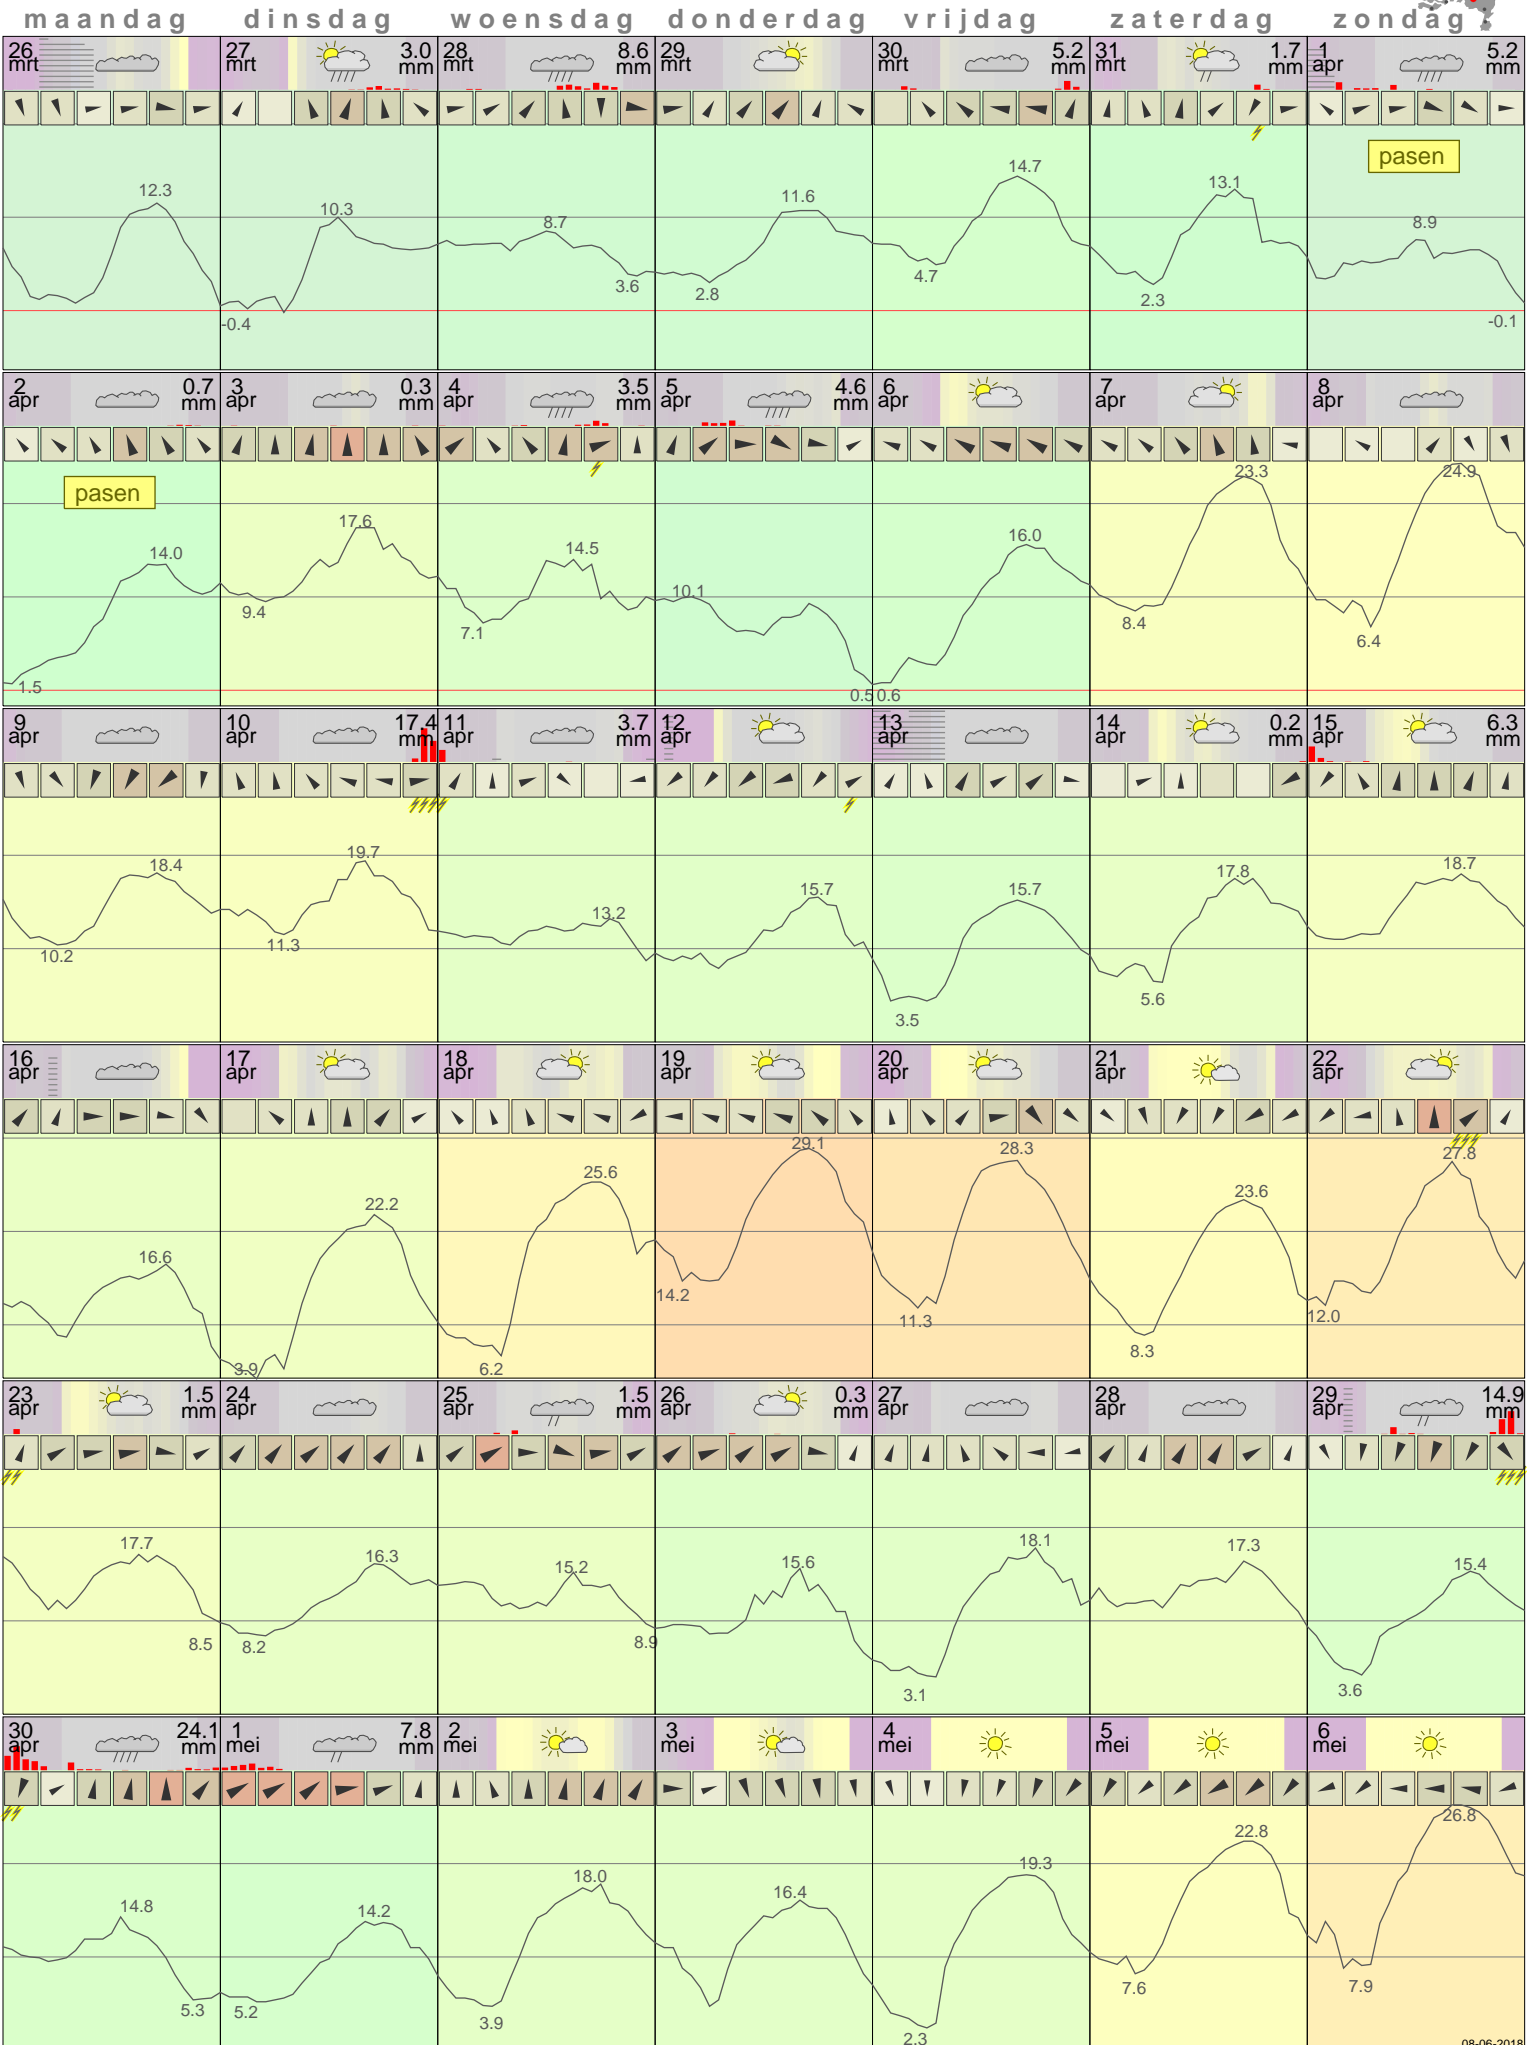 maandag dinsdag woensdag donderdag vrijdag zaterdag zondag
26 mrt 27 mrt 3.0 mm 28 mrt 8.6 mm 29 mrt 30 mrt 5.2 mm 31 mrt 1.7 mm 1 apr 5.2 mm
pasen
12.3 10.3 8.7 11.6 14.7 13.1 8.9
-0.4 3.6 2.8 4.7 2.3 -0.1
2 apr 0.7 mm 3 apr 0.3 mm 4 apr 3.5 mm 5 apr 4.6 mm 6 apr 7 apr 8 apr
pasen
14.0 17.6 14.5 10.1 16.0 23.3 24.9
1.5 9.4 7.1 0.5 0.6 8.4 6.4
9 apr 10 apr 17.4 11 apr 3.7 mm 12 apr 13 apr 14 apr 0.2 mm 15 apr 6.3 mm
18.4 19.7 13.2 15.7 15.7 17.8 18.7
10.2 11.3 3.5 5.6
16 apr 17 apr 18 apr 19 apr 20 apr 21 apr 22 apr
16.6 22.2 25.6 29.1 28.3 23.6 27.8
3.9 6.2 14.2 11.3 8.3 12.0
23 apr 1.5 mm 24 apr 25 apr 1.5 mm 26 apr 0.3 mm 27 apr 28 apr 29 apr 14.9 mm
17.7 16.3 15.2 15.6 18.1 17.3 15.4
8.5 8.2 8.9 3.1 3.6
30 apr 24.1 mm 1 mei 7.8 mm 2 mei 3 mei 4 mei 5 mei 6 mei
14.8 14.2 18.0 16.4 19.3 22.8 26.8
5.3 5.2 3.9 2.3 7.6 7.9
08-06-2018